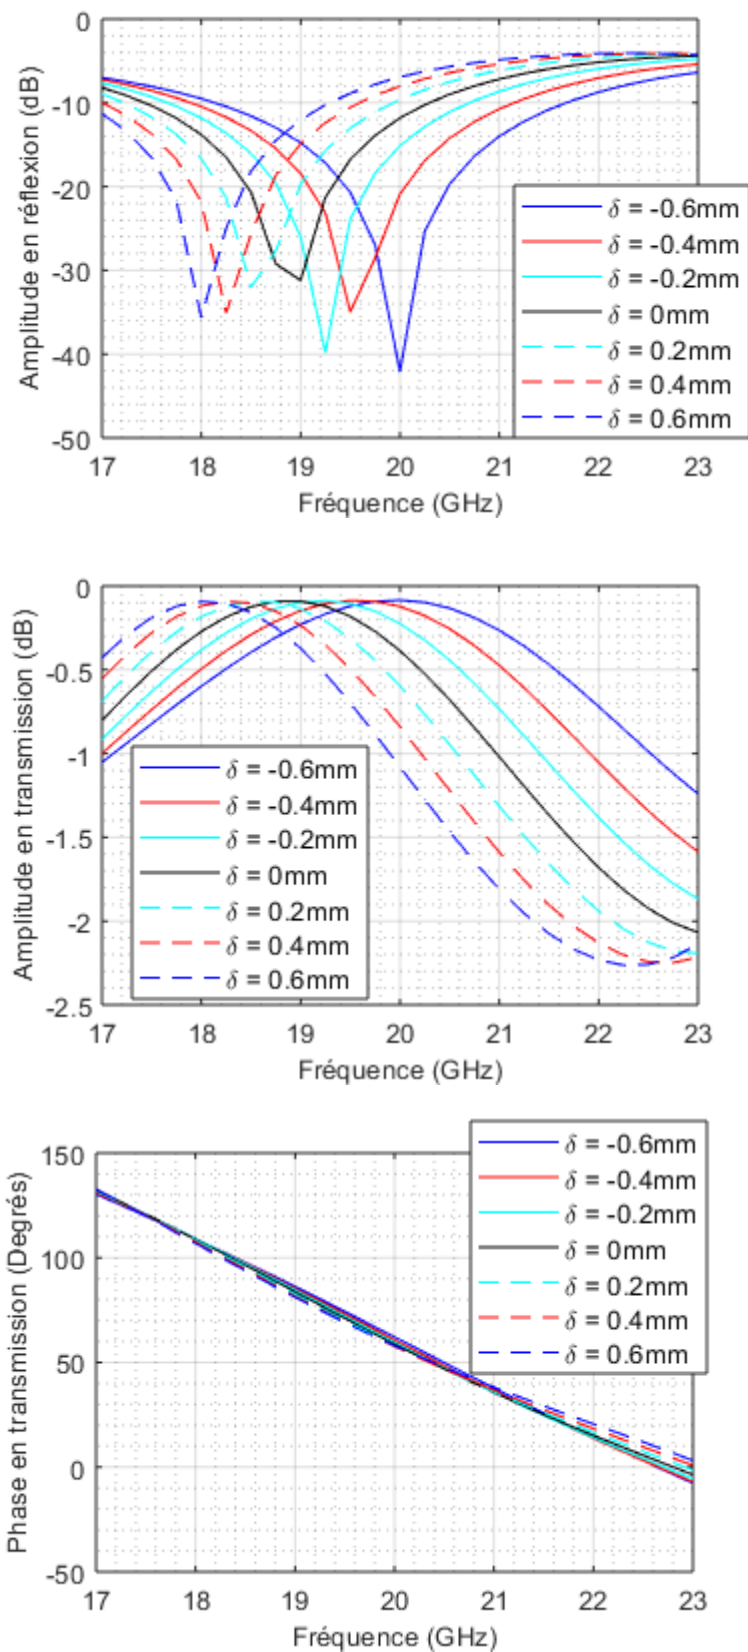 0
-10
-20
-30
-40
-50
Amplitude en réflexion (dB)
δ = -0.6mm
δ = -0.4mm
δ = -0.2mm
δ = 0mm
δ = 0.2mm
δ = 0.4mm
δ = 0.6mm
17 18 19 20 21 22 23
Fréquence (GHz)
0
-0.5
-1
-1.5
-2
-2.5
Amplitude en transmission (dB)
δ = -0.6mm
δ = -0.4mm
δ = -0.2mm
δ = 0mm
δ = 0.2mm
δ = 0.4mm
δ = 0.6mm
17 18 19 20 21 22 23
Fréquence (GHz)
150
100
50
0
-50
Phase en transmission (Degrés)
δ = -0.6mm
δ = -0.4mm
δ = -0.2mm
δ = 0mm
δ = 0.2mm
δ = 0.4mm
δ = 0.6mm
17 18 19 20 21 22 23
Fréquence (GHz)